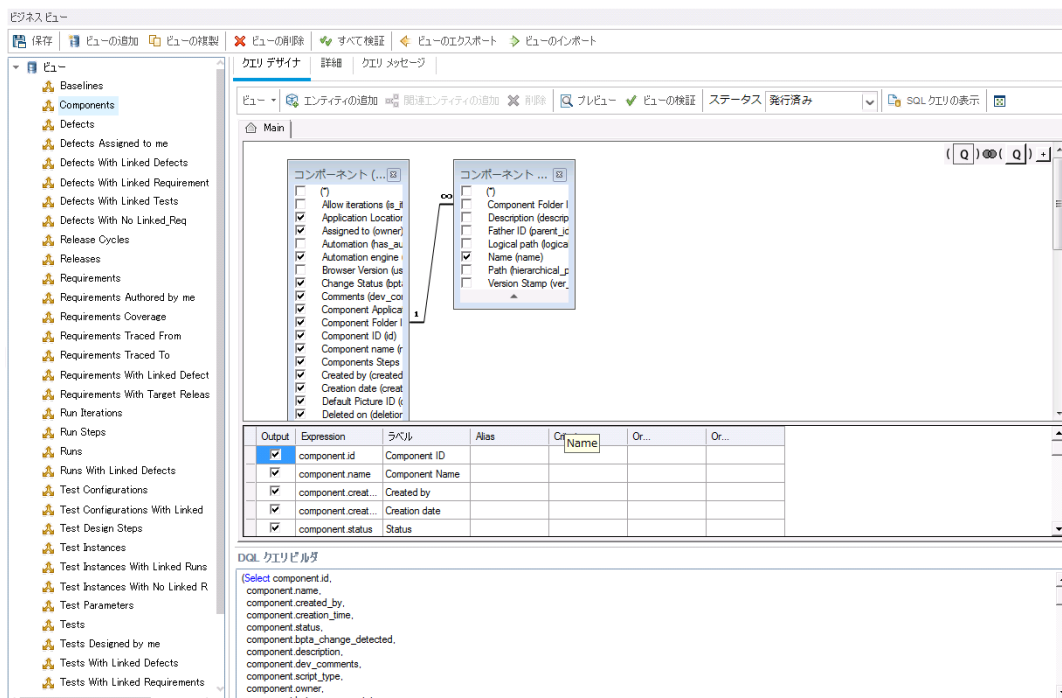 ビジネス ビュー
保存 ビューの追加 ビューの複製 ビューの削除 すべて検証 ビューのエクスポート ビューのインポート
ビュー
Baselines
Components
Defects
Defects Assigned to me
Defects With Linked Defects
Defects With Linked Requirement
Defects With Linked Tests
Defects With No Linked_Req
Release Cycles
Releases
Requirements
Requirements Authored by me
Requirements Coverage
Requirements Traced From
Requirements Traced To
Requirements With Linked Defect
Requirements With Target Releas
Run Iterations
Run Steps
Runs
Runs With Linked Defects
Test Configurations
Test Configurations With Linked
Test Design Steps
Test Instances
Test Instances With Linked Runs
Test Instances With No Linked R
Test Parameters
Tests
Tests Designed by me
Tests With Linked Defects
Tests With Linked Requirements
クエリ デザイナ 詳細 クエリ メッセージ
ビュー エンティティの追加 関連エンティティの追加 削除 プレビュー ビューの検証 ステータス 発行済み SQL クエリの表示
Main
( Q ) ( Q ) +
コンポーネント (...
(*)
Allow iterations (is_it
Application Location
Assigned to (owner)
Automation (has_au
Automation engine (
Browser Version (us
Change Status (bpta
Comments (dev_co
Component Applicat
Component Folder I
Component ID (id)
Component name (r
Components Steps
Created by (created
Creation date (creat
Default Picture ID (
Deleted on (deletior
∞
1
コンポーネント ...
(*)
Component Folder I
Description (descrip
Father ID (parent_ic
Logical path (logica
Name (name)
Path (hierarchical_p
Version Stamp (ver_
Output Expression ラベル Alias Or... Or...
Name
component.id Component ID
component.name Component Name
component.creat... Created by
component.creat... Creation date
component.status Status
DQL クエリ ビルダ
(Select component.id,
component.name,
component.created_by,
component.creation_time,
component.status,
component.bpta_change_detected,
component.description,
component.dev_comments,
component.script_type,
component.owner,